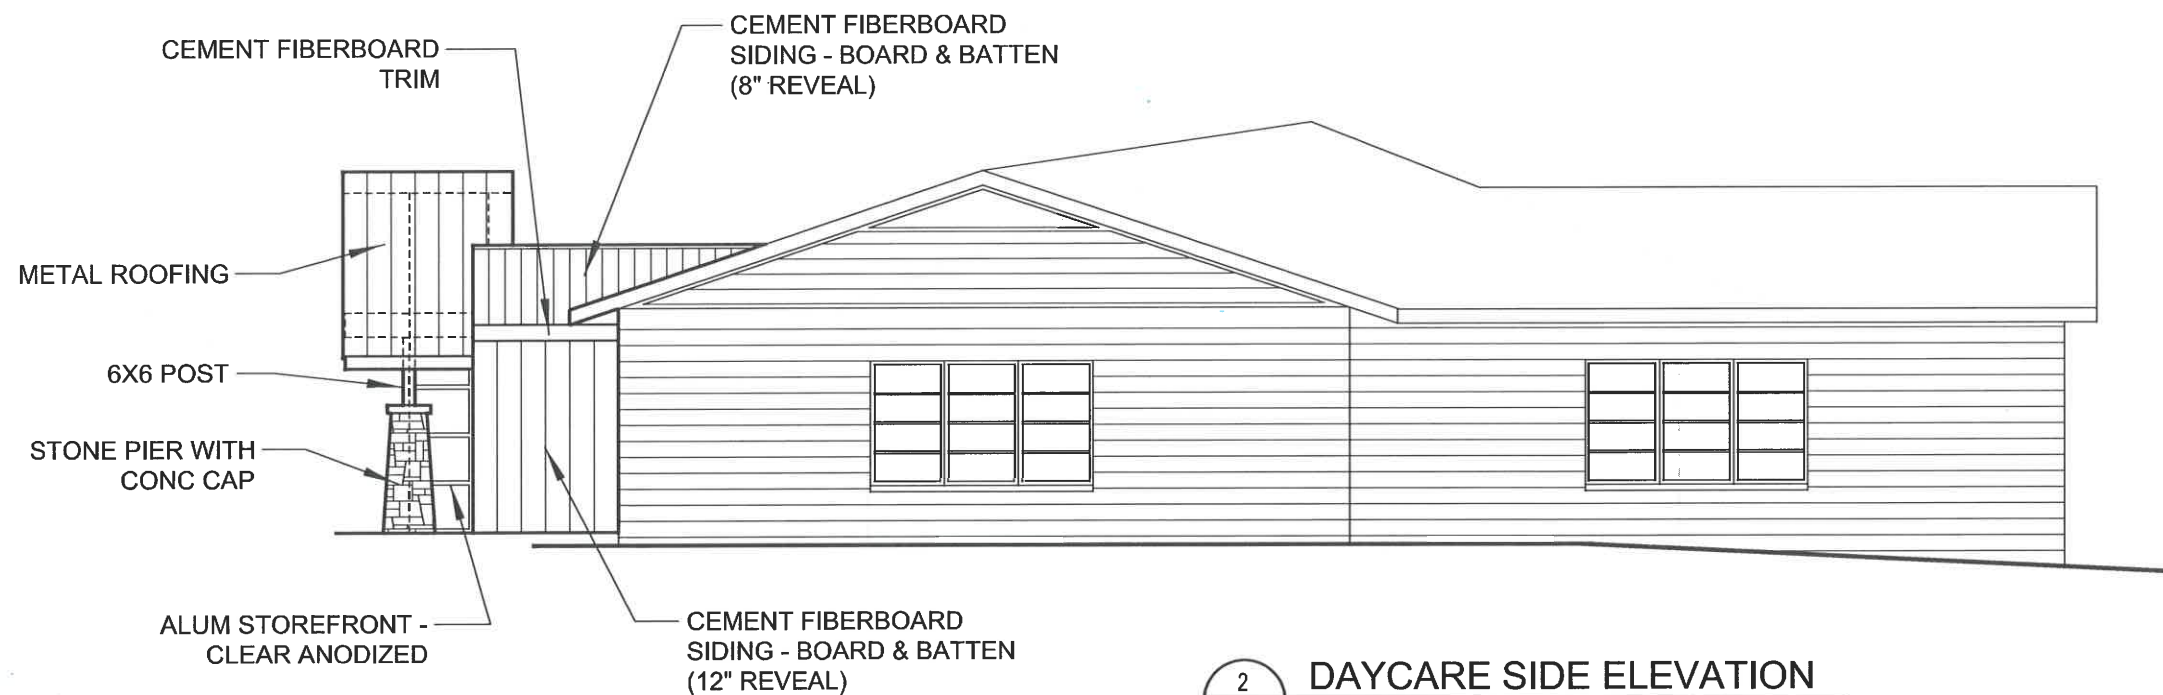 CEMENT FIBERBOARD
TRIM
CEMENT FIBERBOARD
SIDING - BOARD & BATTEN
(8" REVEAL)
METAL ROOFING
6X6 POST
STONE PIER WITH
CONC CAP
ALUM STOREFRONT -
CLEAR ANODIZED
CEMENT FIBERBOARD
SIDING - BOARD & BATTEN
(12" REVEAL)
2
DAYCARE SIDE ELEVATION